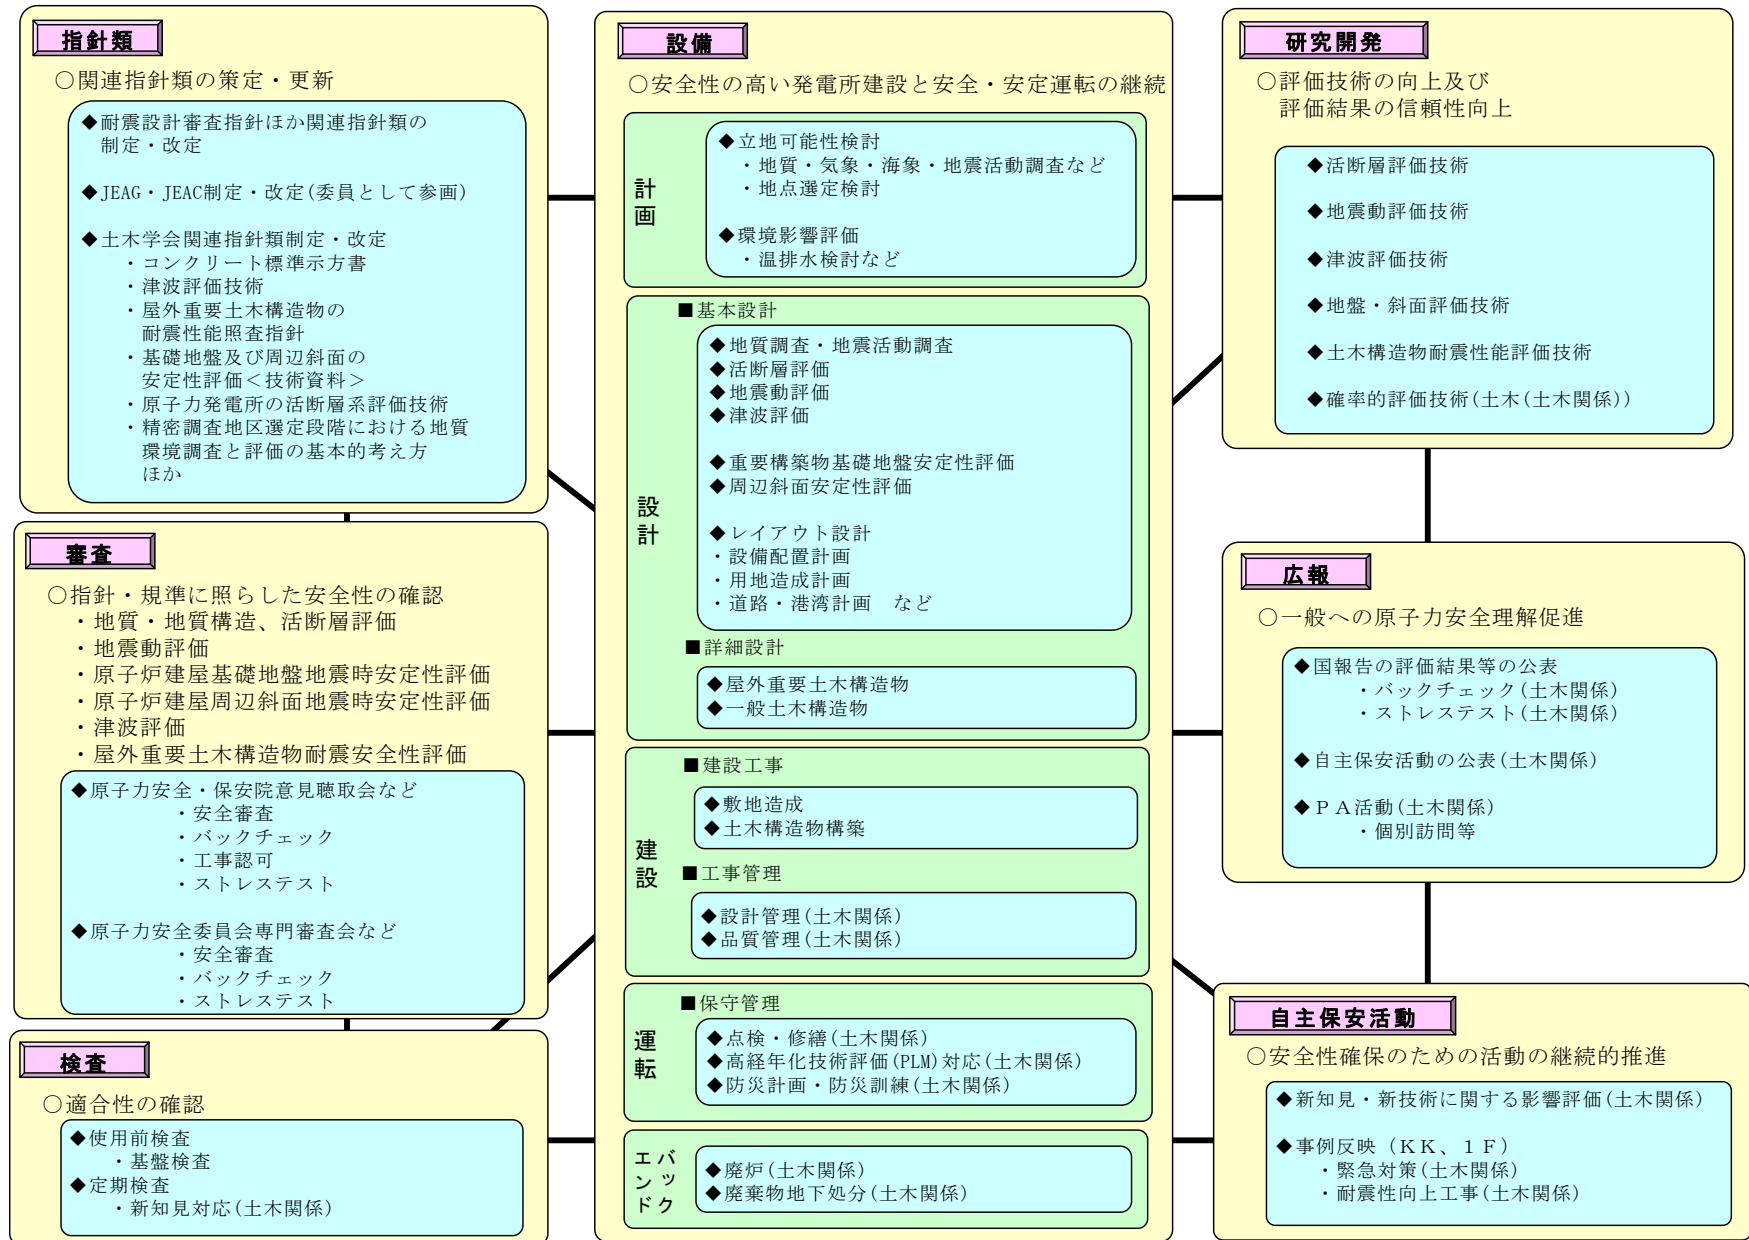 指針類
○関連指針類の策定・更新
◆耐震設計審査指針ほか関連指針類の
制定・改定
◆JEAG・JEAC制定・改定(委員として参画)
◆土木学会関連指針類制定・改定
・コンクリート標準示方書
・津波評価技術
・屋外重要土木構造物の
耐震性能照査指針
・基礎地盤及び周辺斜面の
安定性評価＜技術資料＞
・原子力発電所の活断層系評価技術
・精密調査地区選定段階における地質
環境調査と評価の基本的考え方
ほか
審査
○指針・規準に照らした安全性の確認
・地質・地質構造、活断層評価
・地震動評価
・原子炉建屋基礎地盤地震時安定性評価
・原子炉建屋周辺斜面地震時安定性評価
・津波評価
・屋外重要土木構造物耐震安全性評価
◆原子力安全・保安院意見聴取会など
・安全審査
・バックチェック
・工事認可
・ストレステスト
◆原子力安全委員会専門審査会など
・安全審査
・バックチェック
・ストレステスト
検査
○適合性の確認
◆使用前検査
・基盤検査
◆定期検査
・新知見対応(土木関係)
設備
○安全性の高い発電所建設と安全・安定運転の継続
計画
◆立地可能性検討
・地質・気象・海象・地震活動調査など
・地点選定検討
◆環境影響評価
・温排水検討など
設計
■基本設計
◆地質調査・地震活動調査
◆活断層評価
◆地震動評価
◆津波評価
◆重要構築物基礎地盤安定性評価
◆周辺斜面安定性評価
◆レイアウト設計
・設備配置計画
・用地造成計画
・道路・港湾計画　など
■詳細設計
◆屋外重要土木構造物
◆一般土木構造物
建設
■建設工事
◆敷地造成
◆土木構造物構築
■工事管理
◆設計管理(土木関係)
◆品質管理(土木関係)
運転
■保守管理
◆点検・修繕(土木関係)
◆高経年化技術評価(PLM)対応(土木関係)
◆防災計画・防災訓練(土木関係)
バック
エンド
◆廃炉(土木関係)
◆廃棄物地下処分(土木関係)
研究開発
○評価技術の向上及び
評価結果の信頼性向上
◆活断層評価技術
◆地震動評価技術
◆津波評価技術
◆地盤・斜面評価技術
◆土木構造物耐震性能評価技術
◆確率的評価技術(土木(土木関係))
広報
○一般への原子力安全理解促進
◆国報告の評価結果等の公表
・バックチェック(土木関係)
・ストレステスト(土木関係)
◆自主保安活動の公表(土木関係)
◆ＰＡ活動(土木関係)
・個別訪問等
自主保安活動
○安全性確保のための活動の継続的推進
◆新知見・新技術に関する影響評価(土木関係)
◆事例反映（ＫＫ、１Ｆ）
・緊急対策(土木関係)
・耐震性向上工事(土木関係)